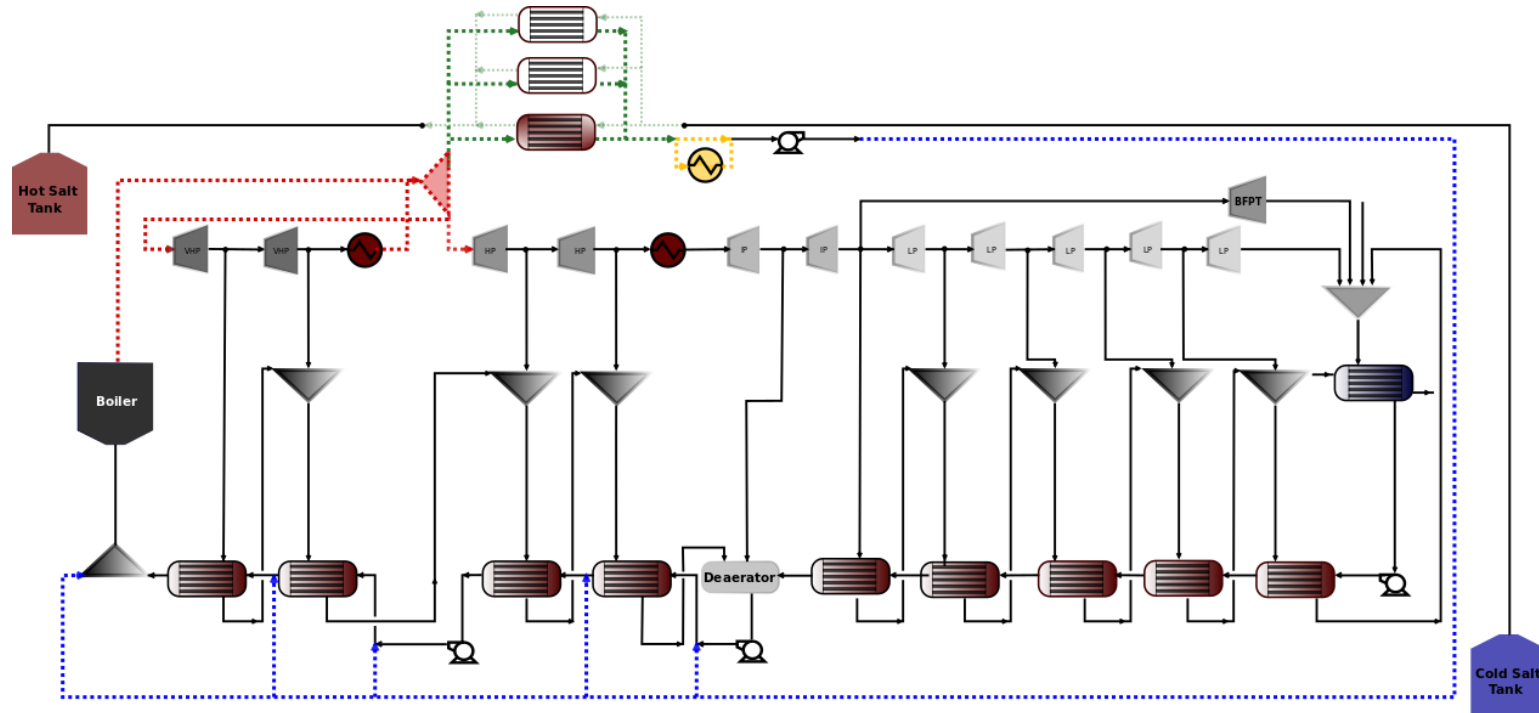 Hot Salt
Tank
BFPT
VHP
VHP
HP
HP
IP
IP
LP
LP
LP
LP
LP
Boiler
Deaerator
Cold Salt
Tank